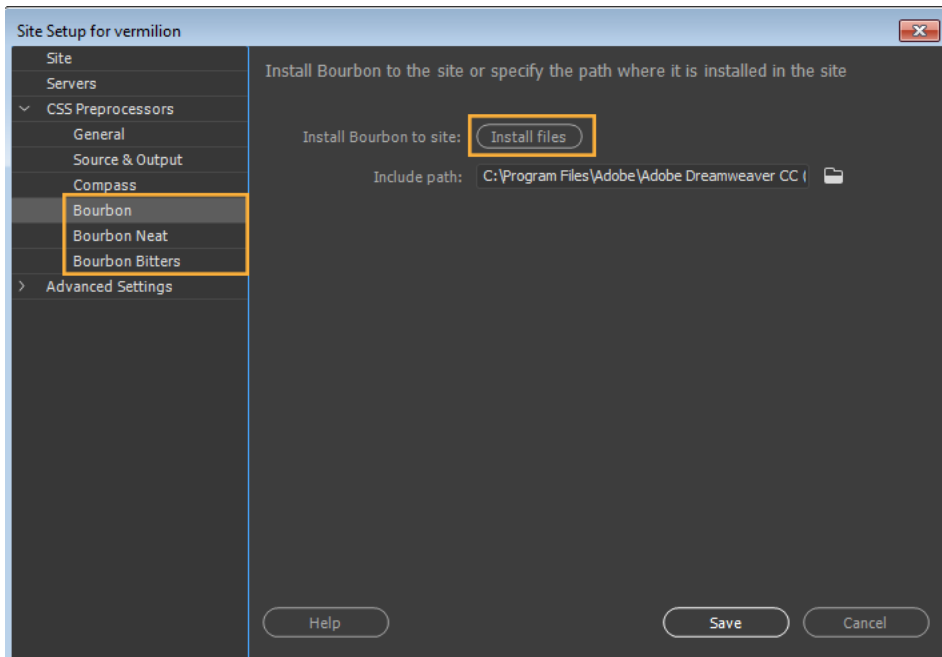 Site Setup for vermilion
Site
Servers
CSS Preprocessors
General
Source & Output
Compass
Bourbon
Bourbon Neat
Bourbon Bitters
Advanced Settings
Install Bourbon to the site or specify the path where it is installed in the site
Install Bourbon to site: Install files
Include path: C:\Program Files\Adobe\Adobe Dreamweaver CC (
Help Save Cancel